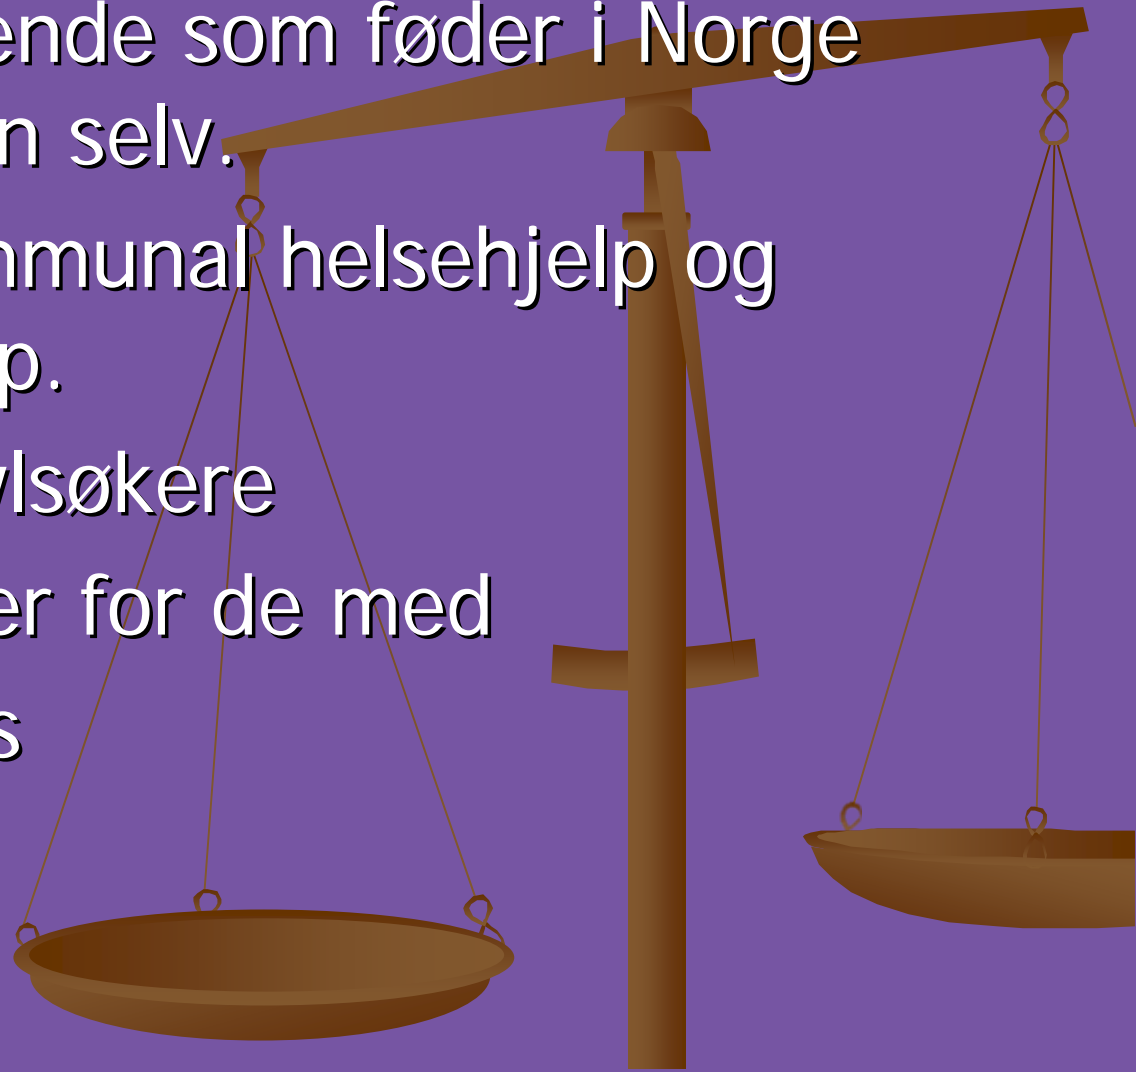 ende som føder i Norge
n selv.
mmunal helsehjelp og
p.
ylsøkere
er for de med
s